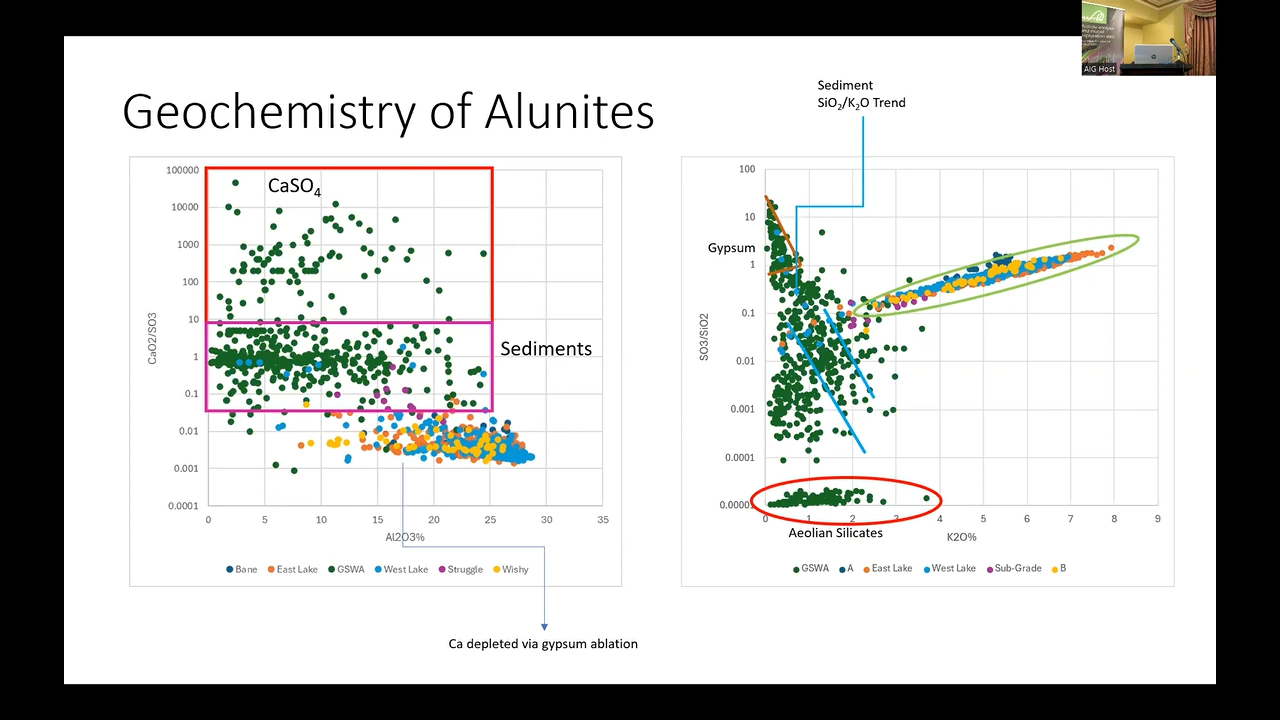 AIG Host
Geochemistry of Alunites
Sediment
SiO₂/K₂O Trend
CaSO₄
Sediments
CaO2/SO3
100000
10000
1000
100
10
1
0.1
0.01
0.001
0.0001
0 5 10 15 20 25 30 35
Al2O3%
Bane East Lake GSWA West Lake Struggle Wishy
Ca depleted via gypsum ablation
Gypsum
SO3/SiO2
100
10
1
0.1
0.01
0.001
0.0001
0.00001
0 1 2 3 4 5 6 7 8 9
Aeolian Silicates
K2O%
GSWA A East Lake West Lake Sub-Grade B